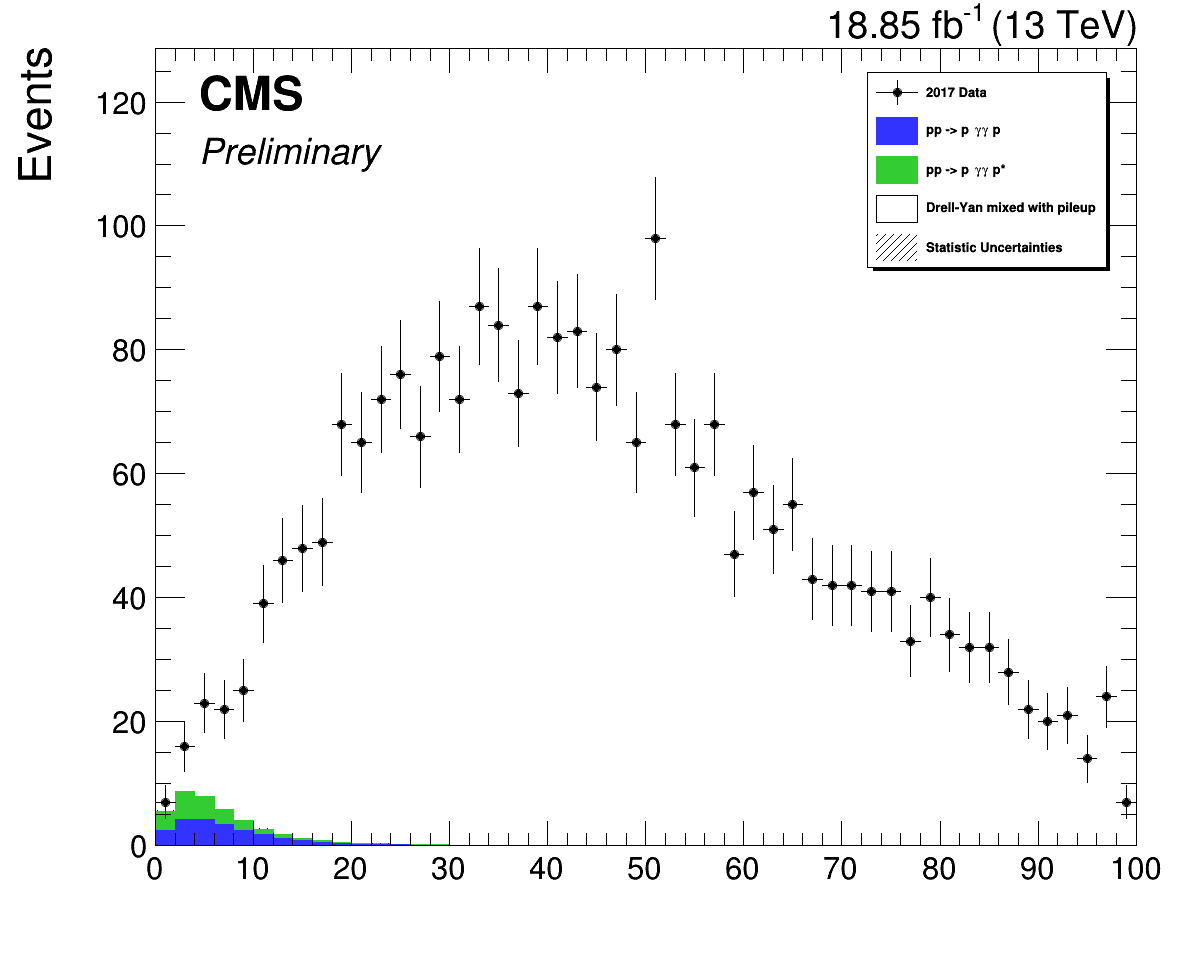 18.85 fb-1 (13 TeV)
Events
CMS
Preliminary
2017 Data
pp -> p γγ p
pp -> p γγ p*
Drell-Yan mixed with pileup
Statistic Uncertainties
120
100
80
60
40
20
0
0 10 20 30 40 50 60 70 80 90 100